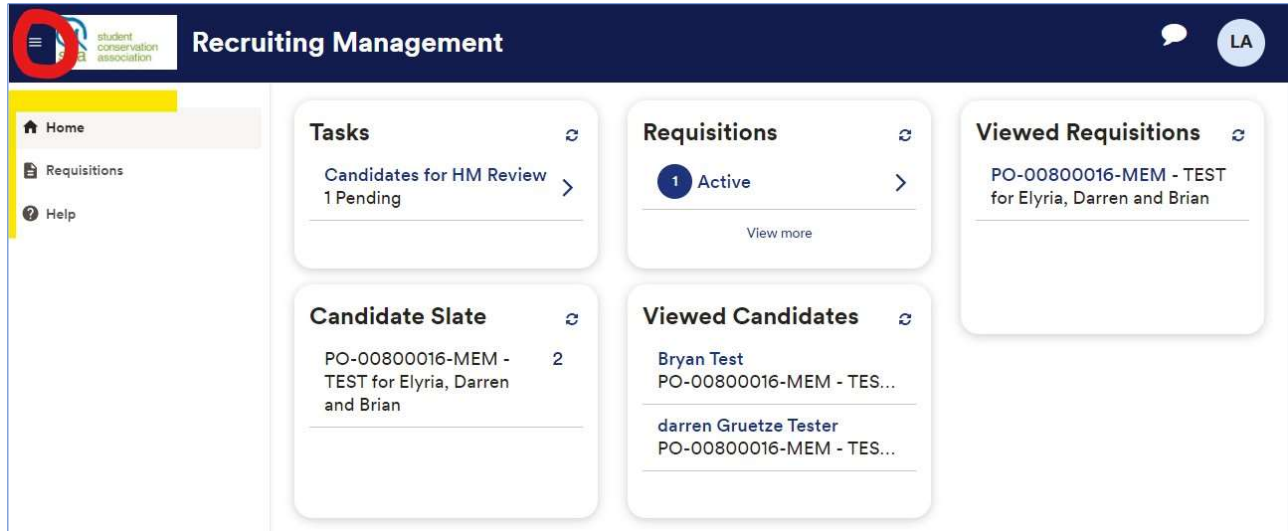 student
conservation
association
Recruiting Management
LA
Home
Requisitions
Help
Tasks
Candidates for HM Review
1 Pending
Requisitions
1 Active
View more
Viewed Requisitions
PO-00800016-MEM - TEST
for Elyria, Darren and Brian
Candidate Slate
PO-00800016-MEM - 2
TEST for Elyria, Darren
and Brian
Viewed Candidates
Bryan Test
PO-00800016-MEM - TES...
darren Gruetze Tester
PO-00800016-MEM - TES...